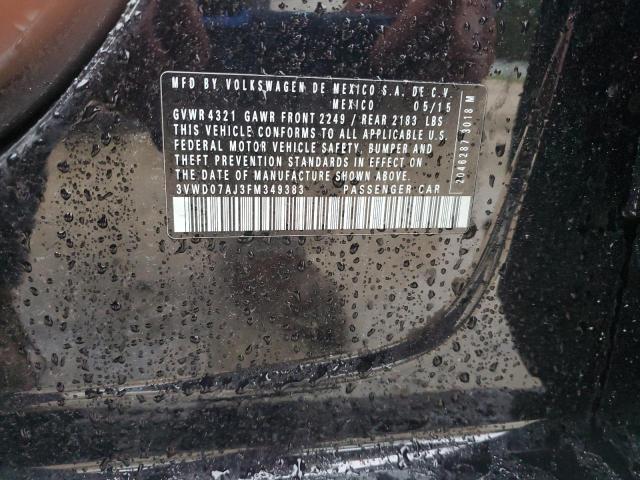 MFD BY VOLKSWAGEN DE MEXICO S.A. DE C.V.
MEXICO 05/15
GVWR 4321 GAWR FRONT 2249 / REAR 2183 LBS
THIS VEHICLE CONFORMS TO ALL APPLICABLE U.S.
FEDERAL MOTOR VEHICLE SAFETY, BUMPER AND
THEFT PREVENTION STANDARDS IN EFFECT ON
THE DATE OF MANUFACTURE SHOWN ABOVE.
3VWD07AJ3FM349383 PASSENGER CAR
2046287 3018 M